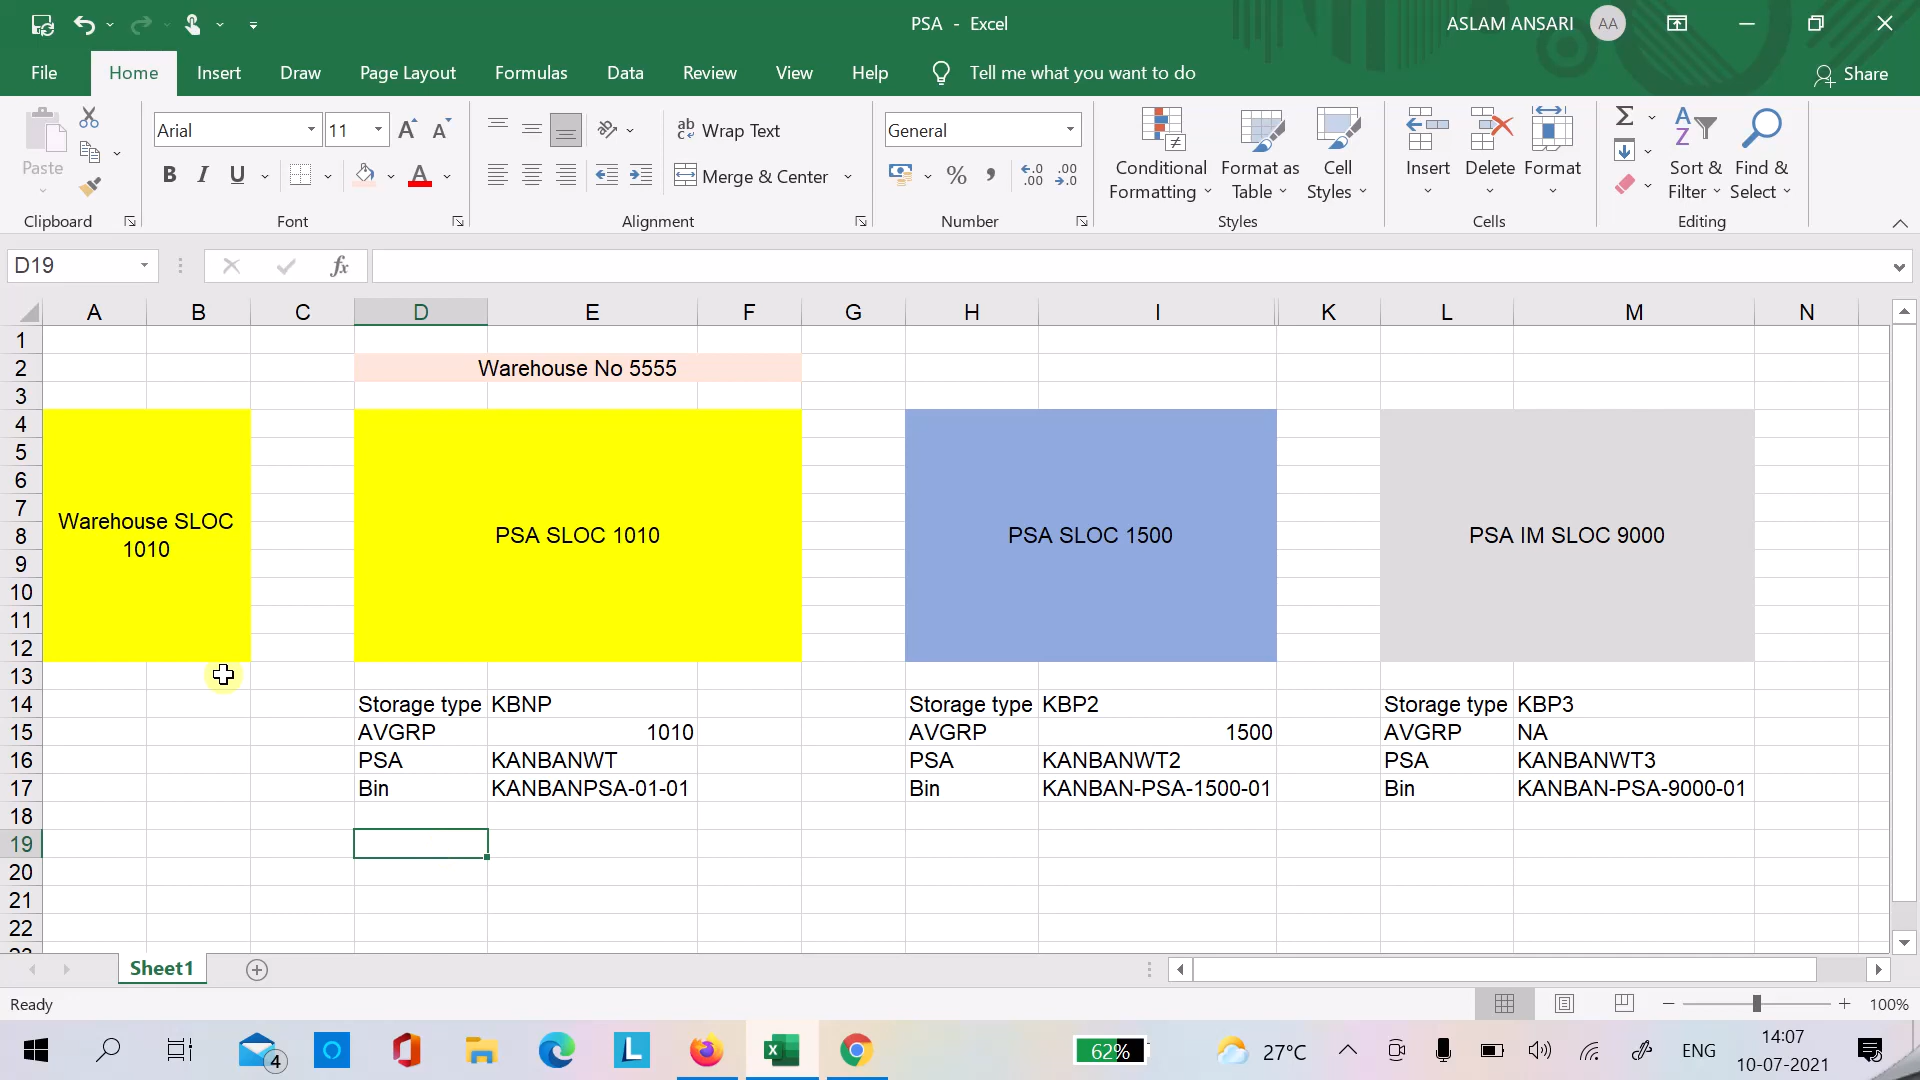 PSA - Excel
ASLAM ANSARI
AA
File
Home
Insert
Draw
Page Layout
Formulas
Data
Review
View
Help
Tell me what you want to do
Share
Paste
Clipboard
Arial
11
Font
Wrap Text
Merge & Center
Alignment
General
Number
Conditional
Formatting
Format as
Table
Cell
Styles
Styles
Insert
Delete
Format
Cells
Sort &
Filter
Find &
Select
Editing
D19
A B C D E F G H I K L M N
1
2 Warehouse No 5555
3
4
5
6
7
Warehouse SLOC
1010
8 PSA SLOC 1010 PSA SLOC 1500 PSA IM SLOC 9000
9
10
11
12
13
14 Storage type KBNP Storage type KBP2 Storage type KBP3
15 AVGRP 1010 AVGRP 1500 AVGRP NA
16 PSA KANBANWT PSA KANBANWT2 PSA KANBANWT3
17 Bin KANBANPSA-01-01 Bin KANBAN-PSA-1500-01 Bin KANBAN-PSA-9000-01
18
19
20
21
22
Sheet1
Ready
100%
4
62%
27°C
ENG
14:07
10-07-2021